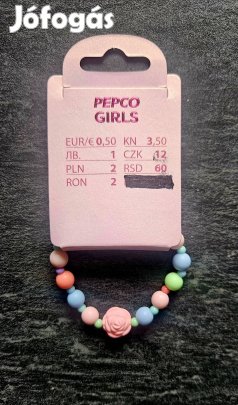 Jófogás
PEPCO
GIRLS
EUR/€ 0,50 KN 3,50
ЛВ. 1 CZK 12
PLN 2 RSD 60
RON 2